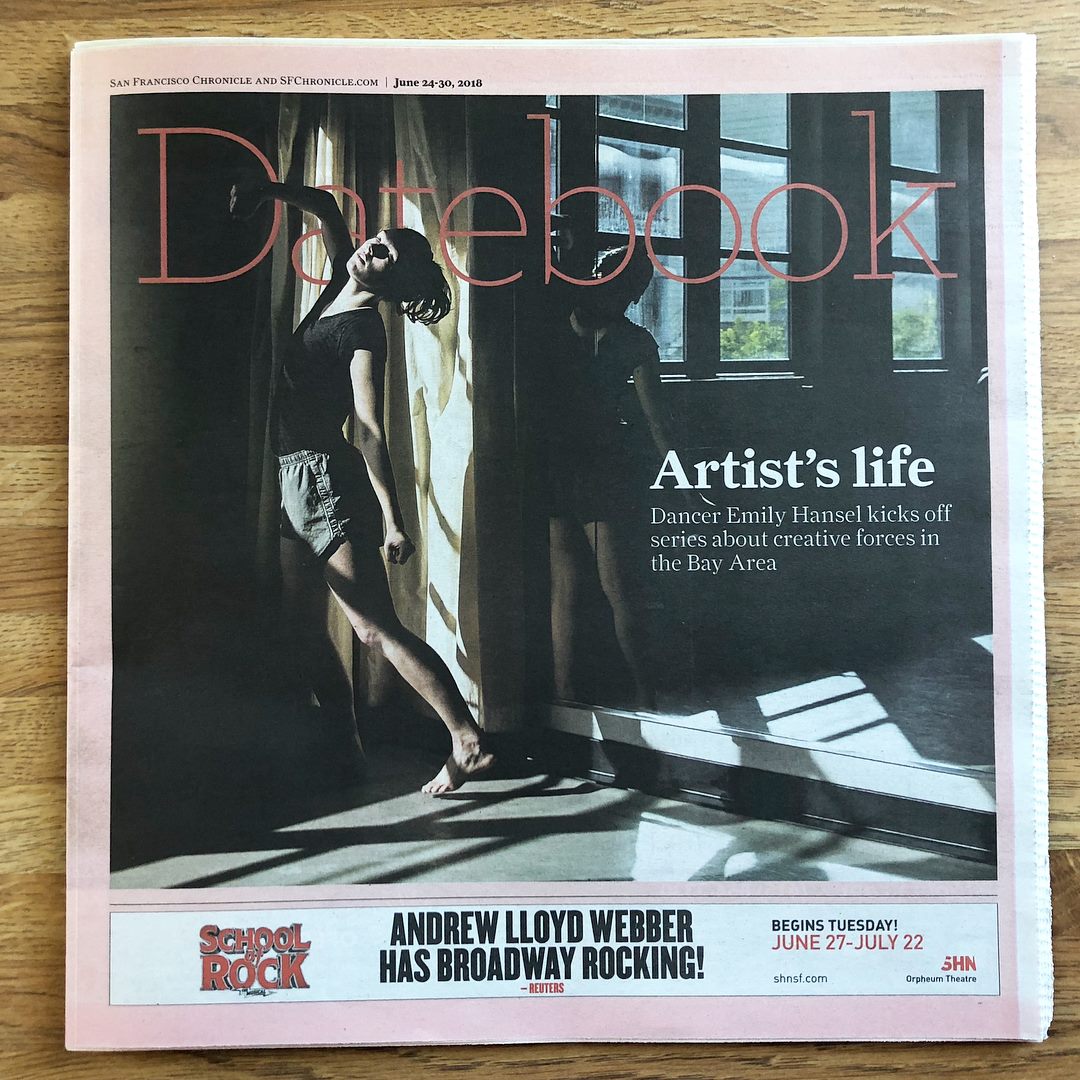 SAN FRANCISCO CHRONICLE AND SFCHRONICLE.COM | June 24-30, 2018
Datebook
Artist's life
Dancer Emily Hansel kicks off
series about creative forces in
the Bay Area
SCHOOL
of
ROCK
THE MUSICAL
ANDREW LLOYD WEBBER
HAS BROADWAY ROCKING!
– REUTERS
BEGINS TUESDAY!
JUNE 27–JULY 22
shnsf.com
SHN
Orpheum Theatre